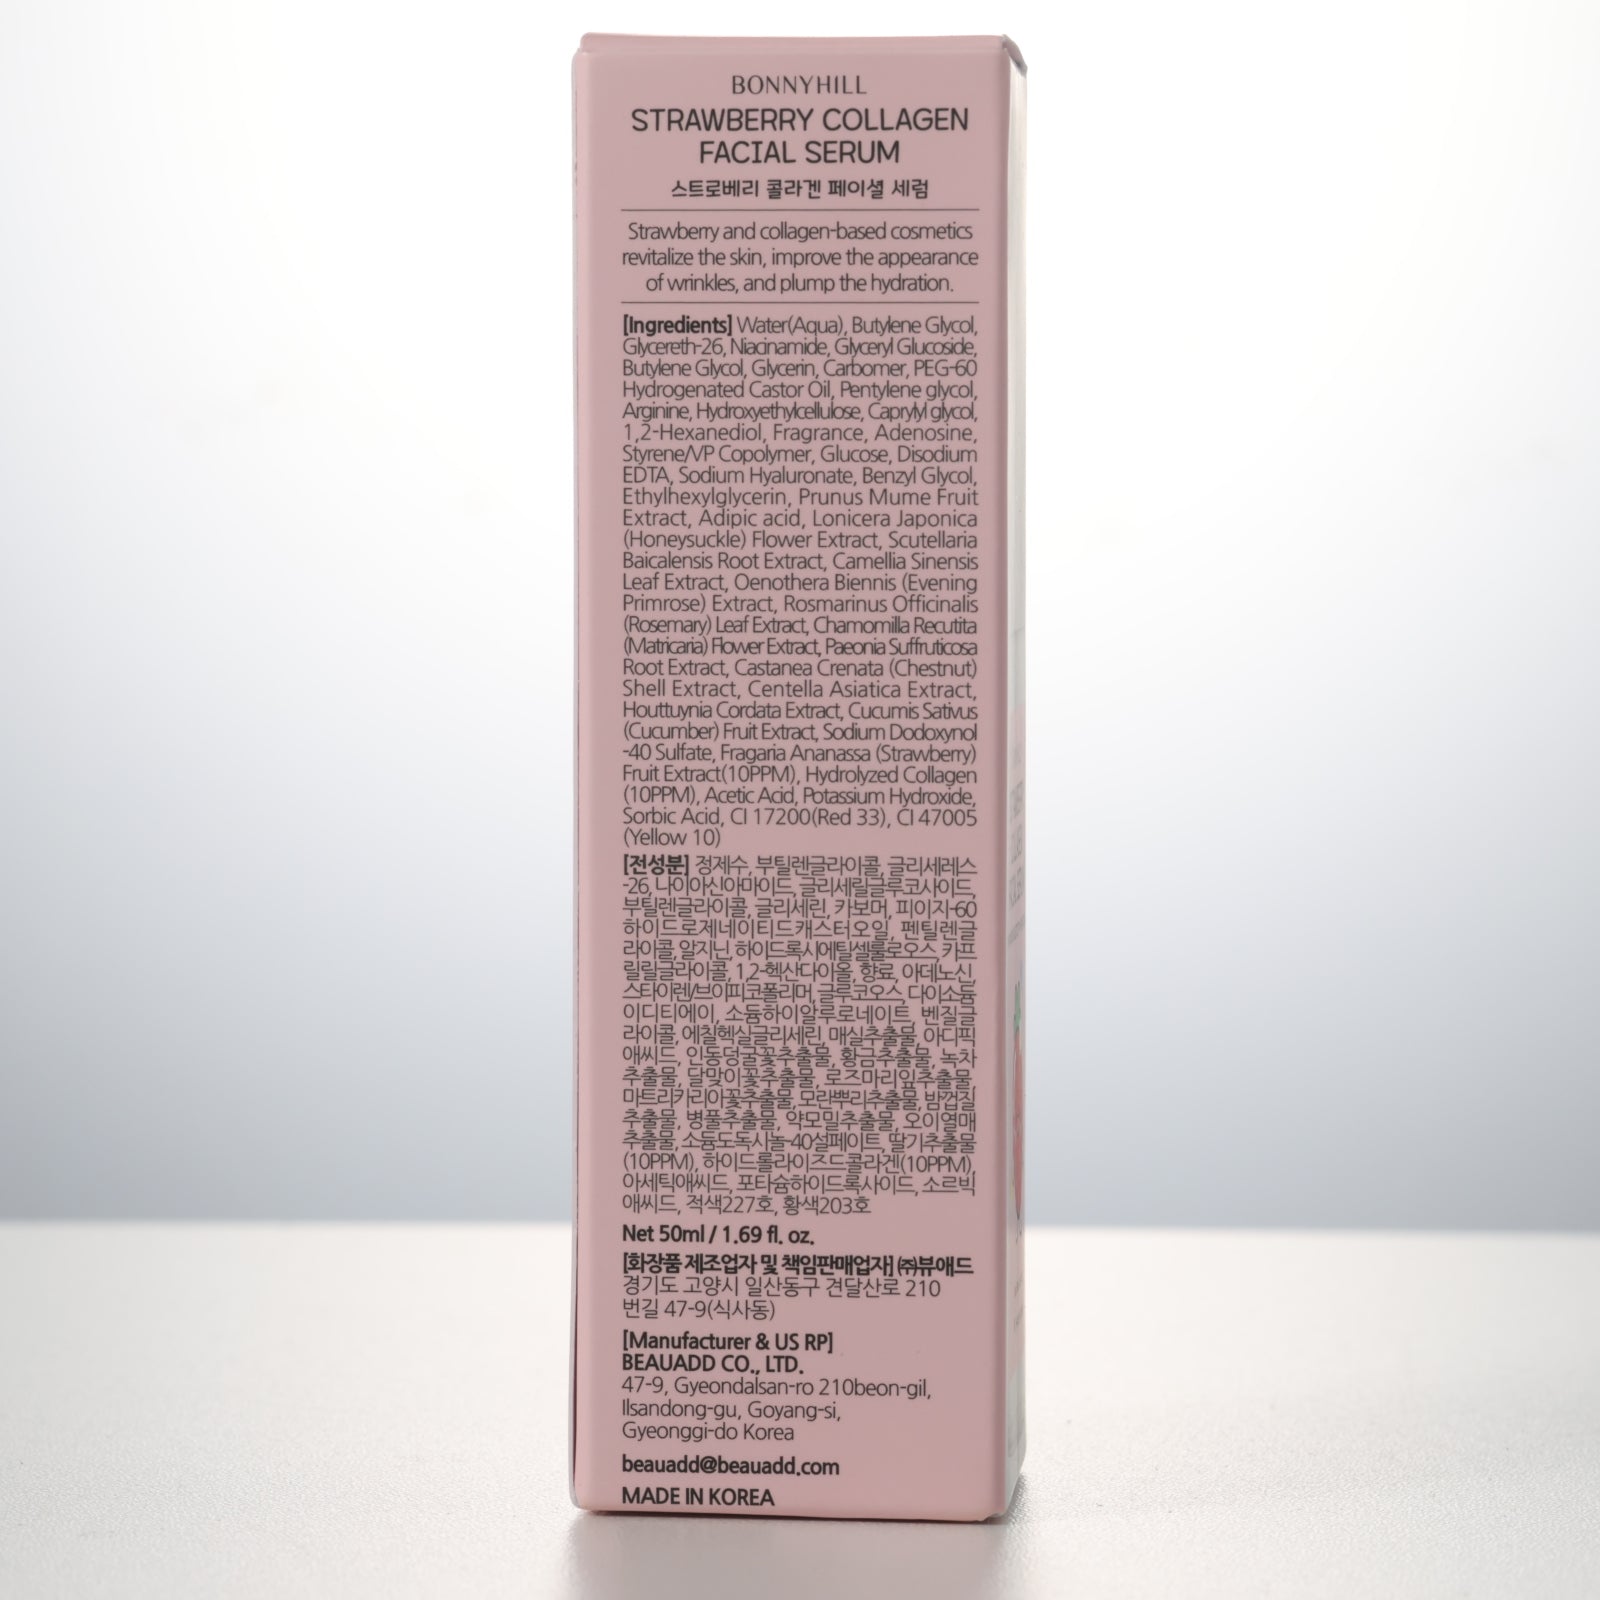 BONNYHILL
STRAWBERRY COLLAGEN
FACIAL SERUM
스트로베리 콜라겐 페이셜 세럼
Strawberry and collagen-based cosmetics
revitalize the skin, improve the appearance
of wrinkles, and plump the hydration.
[Ingredients] Water(Aqua), Butylene Glycol,
Glycereth-26, Niacinamide, Glyceryl Glucoside,
Butylene Glycol, Glycerin, Carbomer, PEG-60
Hydrogenated Castor Oil, Pentylene glycol,
Arginine, Hydroxyethylcellulose, Caprylyl glycol,
1,2-Hexanediol, Fragrance, Adenosine,
Styrene/VP Copolymer, Glucose, Disodium
EDTA, Sodium Hyaluronate, Benzyl Glycol,
Ethylhexylglycerin, Prunus Mume Fruit
Extract, Adipic acid, Lonicera Japonica
(Honeysuckle) Flower Extract, Scutellaria
Baicalensis Root Extract, Camellia Sinensis
Leaf Extract, Oenothera Biennis (Evening
Primrose) Extract, Rosmarinus Officinalis
(Rosemary) Leaf Extract, Chamomilla Recutita
(Matricaria) Flower Extract, Paeonia Suffruticosa
Root Extract, Castanea Crenata (Chestnut)
Shell Extract, Centella Asiatica Extract,
Houttuynia Cordata Extract, Cucumis Sativus
(Cucumber) Fruit Extract, Sodium Dodoxynol
-40 Sulfate, Fragaria Ananassa (Strawberry)
Fruit Extract(10PPM), Hydrolyzed Collagen
(10PPM), Acetic Acid, Potassium Hydroxide,
Sorbic Acid, CI 17200(Red 33), CI 47005
(Yellow 10)
[전성분] 정제수, 부틸렌글라이콜, 글리세레스
-26, 나이아신아마이드, 글리세릴글루코사이드,
부틸렌글라이콜, 글리세린, 카보머, 피이지-60
하이드로제네이티드캐스터오일, 펜틸렌글
라이콜, 알지닌, 하이드록시에틸셀룰로오스, 카프
릴릴글라이콜, 1,2-헥산다이올, 향료, 아데노신,
스타이렌/브이피코폴리머, 글루코오스, 다이소듐
이디티에이, 소듐하이알루로네이트, 벤질글
라이콜, 에칠헥실글리세린, 매실추출물, 아디픽
애씨드, 인동덩굴꽃추출물, 황금추출물, 녹차
추출물, 달맞이꽃추출물, 로즈마리잎추출물,
마트리카리아꽃추출물, 모란뿌리추출물, 밤껍질
추출물, 병풀추출물, 약모밀추출물, 오이열매
추출물, 소듐도독시놀-40설페이트, 딸기추출물
(10PPM), 하이드롤라이즈드콜라겐(10PPM),
아세틱애씨드, 포타슘하이드록사이드, 소르빅
애씨드, 적색227호, 황색203호
Net 50ml / 1.69 fl. oz.
[화장품 제조업자 및 책임판매업자] ㈜뷰애드
경기도 고양시 일산동구 견달산로 210
번길 47-9(식사동)
[Manufacturer & US RP]
BEAUADD CO., LTD.
47-9, Gyeondalsan-ro 210beon-gil,
Ilsandong-gu, Goyang-si,
Gyeonggi-do Korea
beauadd@beauadd.com
MADE IN KOREA